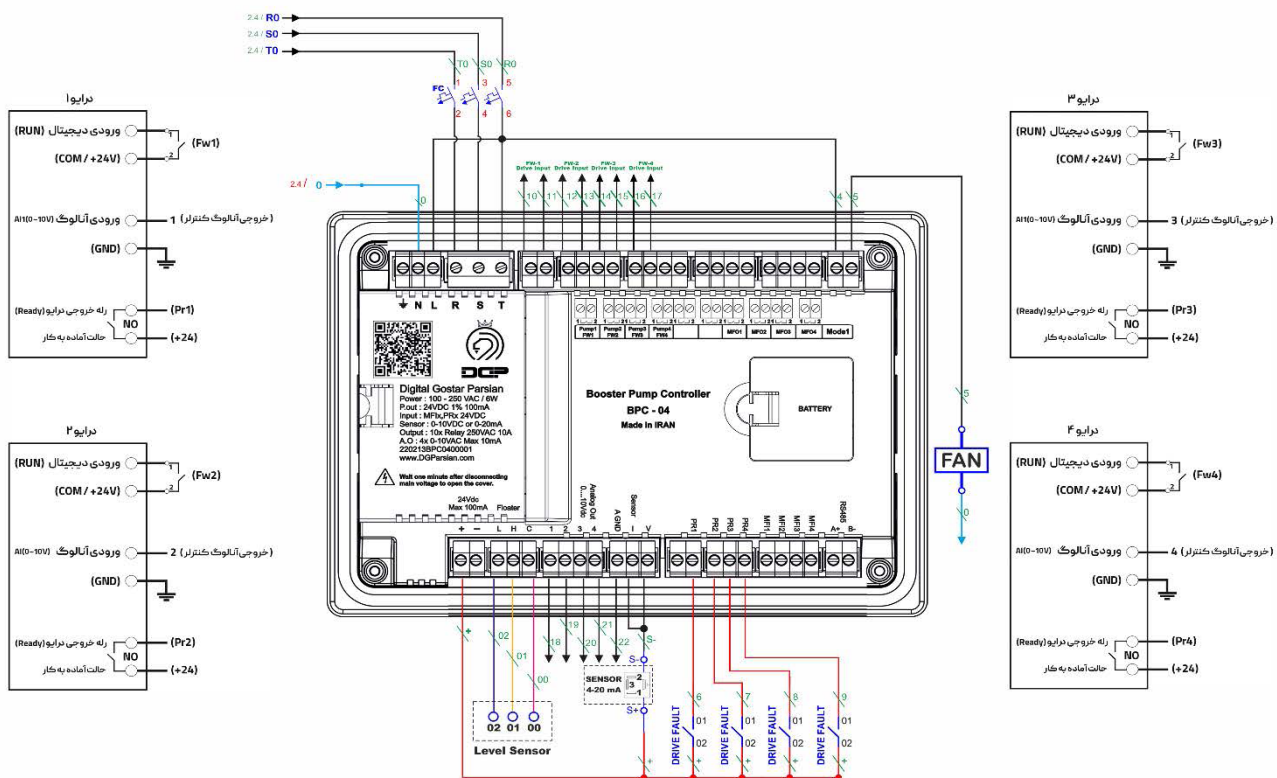 2.4 / R0
2.4 / S0
2.4 / T0
T0 S0 R0
1 3 5
FC
2 4 6
2.4 / 0
0
FW-1 FW-2 FW-3 FW-4
Drive Input Drive Input Drive Input Drive Input
10 11 12 13 14 15 16 17
4 5
درایو۱
(RUN) ورودی دیجیتال
1
(Fw1)
(COM / +24V)
2
AI1(0~10V) ورودی آنالوگ
1 (خروجی آنالوگ کنترلر)
(GND)
رله خروجی درایو (Ready)
(Pr1)
NO
حالت آماده به کار
(+24)
درایو۲
(RUN) ورودی دیجیتال
1
(Fw2)
(COM / +24V)
2
AI(0~10V) ورودی آنالوگ
2 (خروجی آنالوگ کنترلر)
(GND)
رله خروجی درایو (Ready)
(Pr2)
NO
حالت آماده به کار
(+24)
درایو۳
(RUN) ورودی دیجیتال
1
(Fw3)
(COM / +24V)
2
AI1(0~10V) ورودی آنالوگ
3 (خروجی آنالوگ کنترلر)
(GND)
رله خروجی درایو (Ready)
(Pr3)
NO
حالت آماده به کار
(+24)
درایو۴
(RUN) ورودی دیجیتال
1
(Fw4)
(COM / +24V)
2
AI(0~10V) ورودی آنالوگ
4 (خروجی آنالوگ کنترلر)
(GND)
رله خروجی درایو (Ready)
(Pr4)
NO
حالت آماده به کار
(+24)
N L R S T
Pump1 Pump2 Pump3 Pump4
FW1 FW2 FW3 FW4
MFO1 MFO2 MFO3 MFO4 Mode1
DGP
Digital Gostar Parsian
Power : 100 - 250 VAC / 6W
P.out : 24VDC 1% 100mA
Input : MFIx,PRx 24VDC
Sensor : 0-10VDC or 0-20mA
Output : 10x Relay 250VAC 10A
A.O : 4x 0-10VAC Max 10mA
220213BPC0400001
www.DGParsian.com
Wait one minute after disconnecting
main voltage to open the cover.
Booster Pump Controller
BPC - 04
Made in IRAN
BATTERY
5
FAN
0
24Vdc
Max 100mA
Floater
Analog Out
0....10Vdc
Sensor
RS485
+ − L H C 1 2 3 4 A GND I V
PR1 PR2 PR3 PR4 MFI1 MFI2 MFI3 MFI4 A+ B-
+ 02 01 00 18 19 20 21 22 S-
S-
SENSOR
4-20 mA
2
3
1
S+
+
02 01 00
Level Sensor
6 7 8 9
DRIVE FAULT
01
02
+
DRIVE FAULT
01
02
+
DRIVE FAULT
01
02
+
DRIVE FAULT
01
02
+